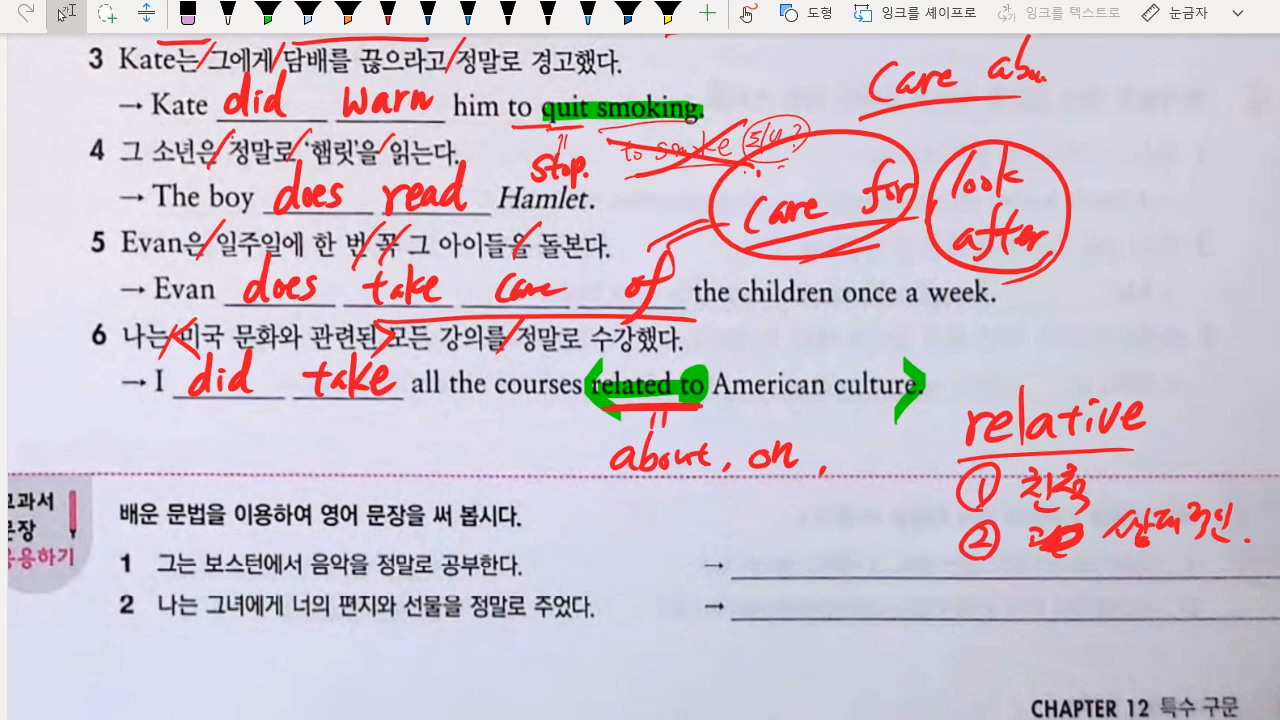 도형 잉크를 셰이프로 잉크를 텍스트로 눈금자
3 Kate는/그에게/담배를 끊으라고/정말로 경고했다.
→ Kate did warn him to quit smoking.
care abou
to smoke
stop.
4 그 소년은/정말로/'햄릿'을/읽는다.
→ The boy does read Hamlet.
care for
look after
5 Evan은/일주일에 한 번/꼭/그 아이들을/돌본다.
→ Evan does take care of the children once a week.
6 나는 미국 문화와 관련된 모든 강의를/정말로 수강했다.
→ I did take all the courses <related to American culture.>
about, on,
relative
① 친척
② 상대적인.
교과서
문장
응용하기
배운 문법을 이용하여 영어 문장을 써 봅시다.
1 그는 보스턴에서 음악을 정말로 공부한다. →
2 나는 그녀에게 너의 편지와 선물을 정말로 주었다. →
CHAPTER 12 특수 구문